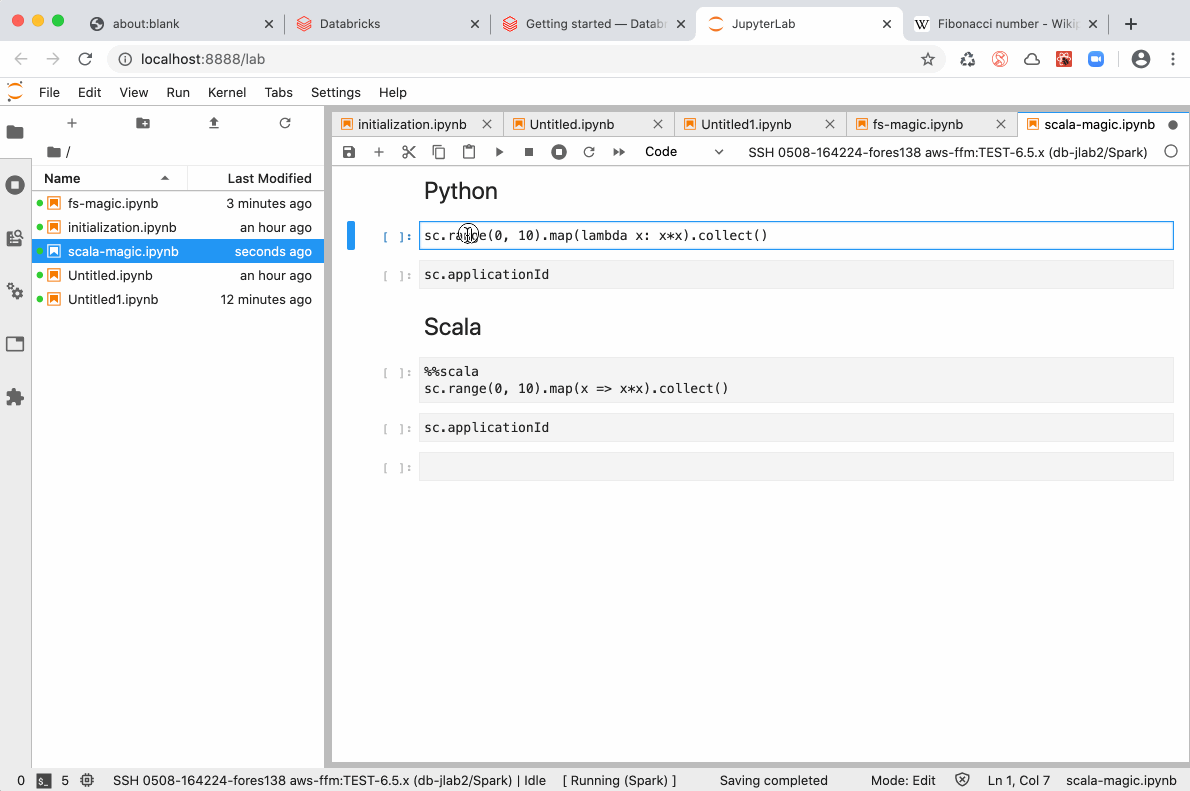 about:blank
Databricks
Getting started — Datab
JupyterLab
Fibonacci number - Wiki
localhost:8888/lab
File Edit View Run Kernel Tabs Settings Help
initialization.ipynb
Untitled.ipynb
Untitled1.ipynb
fs-magic.ipynb
scala-magic.ipynb
/
Code
SSH 0508-164224-fores138 aws-ffm:TEST-6.5.x (db-jlab2/Spark)
Name Last Modified
fs-magic.ipynb 3 minutes ago
initialization.ipynb an hour ago
scala-magic.ipynb seconds ago
Untitled.ipynb an hour ago
Untitled1.ipynb 12 minutes ago
Python
[ ]: sc.range(0, 10).map(lambda x: x*x).collect()
[ ]: sc.applicationId
Scala
[ ]: %%scala
sc.range(0, 10).map(x => x*x).collect()
[ ]: sc.applicationId
[ ]:
0 $_ 5 SSH 0508-164224-fores138 aws-ffm:TEST-6.5.x (db-jlab2/Spark) | Idle [ Running (Spark) ] Saving completed Mode: Edit Ln 1, Col 7 scala-magic.ipynb